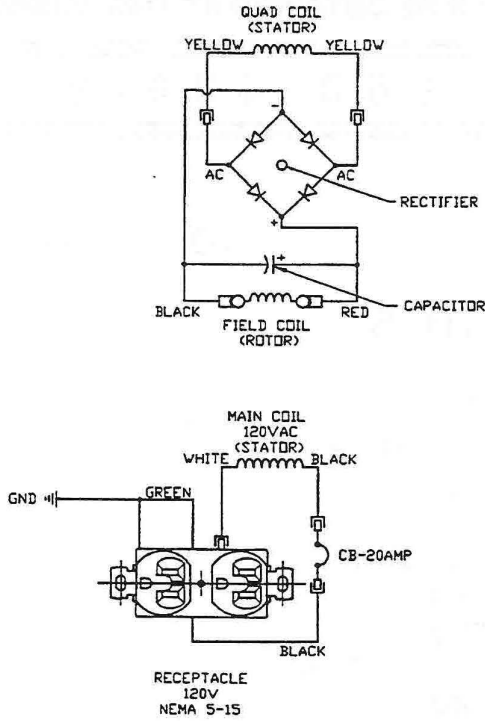 QUAD COIL
(STATOR)
YELLOW YELLOW
-
AC AC
RECTIFIER
+
+
CAPACITOR
BLACK RED
FIELD COIL
(ROTOR)
MAIN COIL
120VAC
(STATOR)
WHITE BLACK
GREEN
GND
CB-20AMP
BLACK
RECEPTACLE
120V
NEMA 5-15